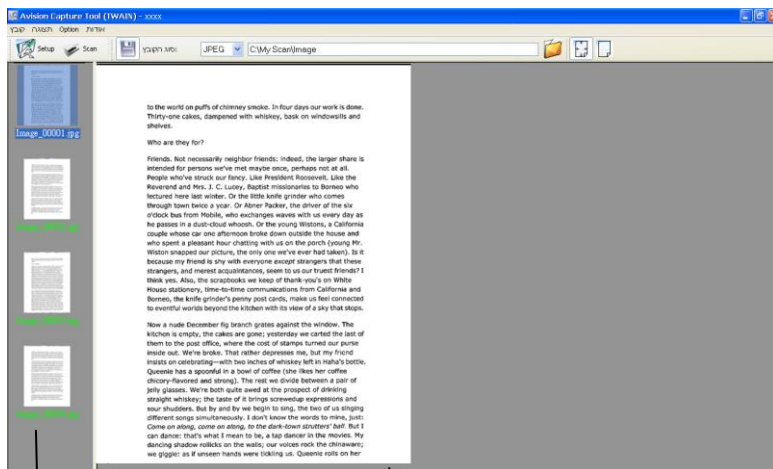 Avision Capture Tool (TWAIN) - xxxx
קובץ תצוגה Option אודות
Setup Scan סוג הקובץ: JPEG C:\My Scan\Image
Image_00001.jpg
to the world on puffs of chimney smoke. In four days our work is done.
Thirty-one cakes, dampened with whiskey, bask on windowsills and
shelves.
Who are they for?
Friends. Not necessarily neighbor friends: indeed, the larger share is
intended for persons we've met maybe once, perhaps not at all.
People who've struck our fancy. Like President Roosevelt. Like the
Reverend and Mrs. J. C. Lucey, Baptist missionaries to Borneo who
lectured here last winter. Or the little knife grinder who comes
through town twice a year. Or Abner Packer, the driver of the six
o'clock bus from Mobile, who exchanges waves with us every day as
he passes in a dust-cloud whoosh. Or the young Wistons, a California
couple whose car one afternoon broke down outside the house and
who spent a pleasant hour chatting with us on the porch (young Mr.
Wiston snapped our picture, the only one we've ever had taken). Is it
because my friend is shy with everyone except strangers that these
strangers, and merest acquaintances, seem to us our truest friends? I
think yes. Also, the scrapbooks we keep of thank-you's on White
House stationery, time-to-time communications from California and
Borneo, the knife grinder's penny post cards, make us feel connected
to eventful worlds beyond the kitchen with its view of a sky that stops.
Now a nude December fig branch grates against the window. The
kitchen is empty, the cakes are gone; yesterday we carted the last of
them to the post office, where the cost of stamps turned our purse
inside out. We're broke. That rather depresses me, but my friend
insists on celebrating—with two inches of whiskey left in Haha's bottle.
Queenie has a spoonful in a bowl of coffee (she likes her coffee
chicory-flavored and strong). The rest we divide between a pair of
jelly glasses. We're both quite awed at the prospect of drinking
straight whiskey; the taste of it brings screwedup expressions and
sour shudders. But by and by we begin to sing, the two of us singing
different songs simultaneously. I don't know the words to mine, just:
Come on along, come on along, to the dark-town strutters' ball. But I
can dance: that's what I mean to be, a tap dancer in the movies. My
dancing shadow rollicks on the walls; our voices rock the chinaware;
we giggle: as if unseen hands were tickling us. Queenie rolls on her